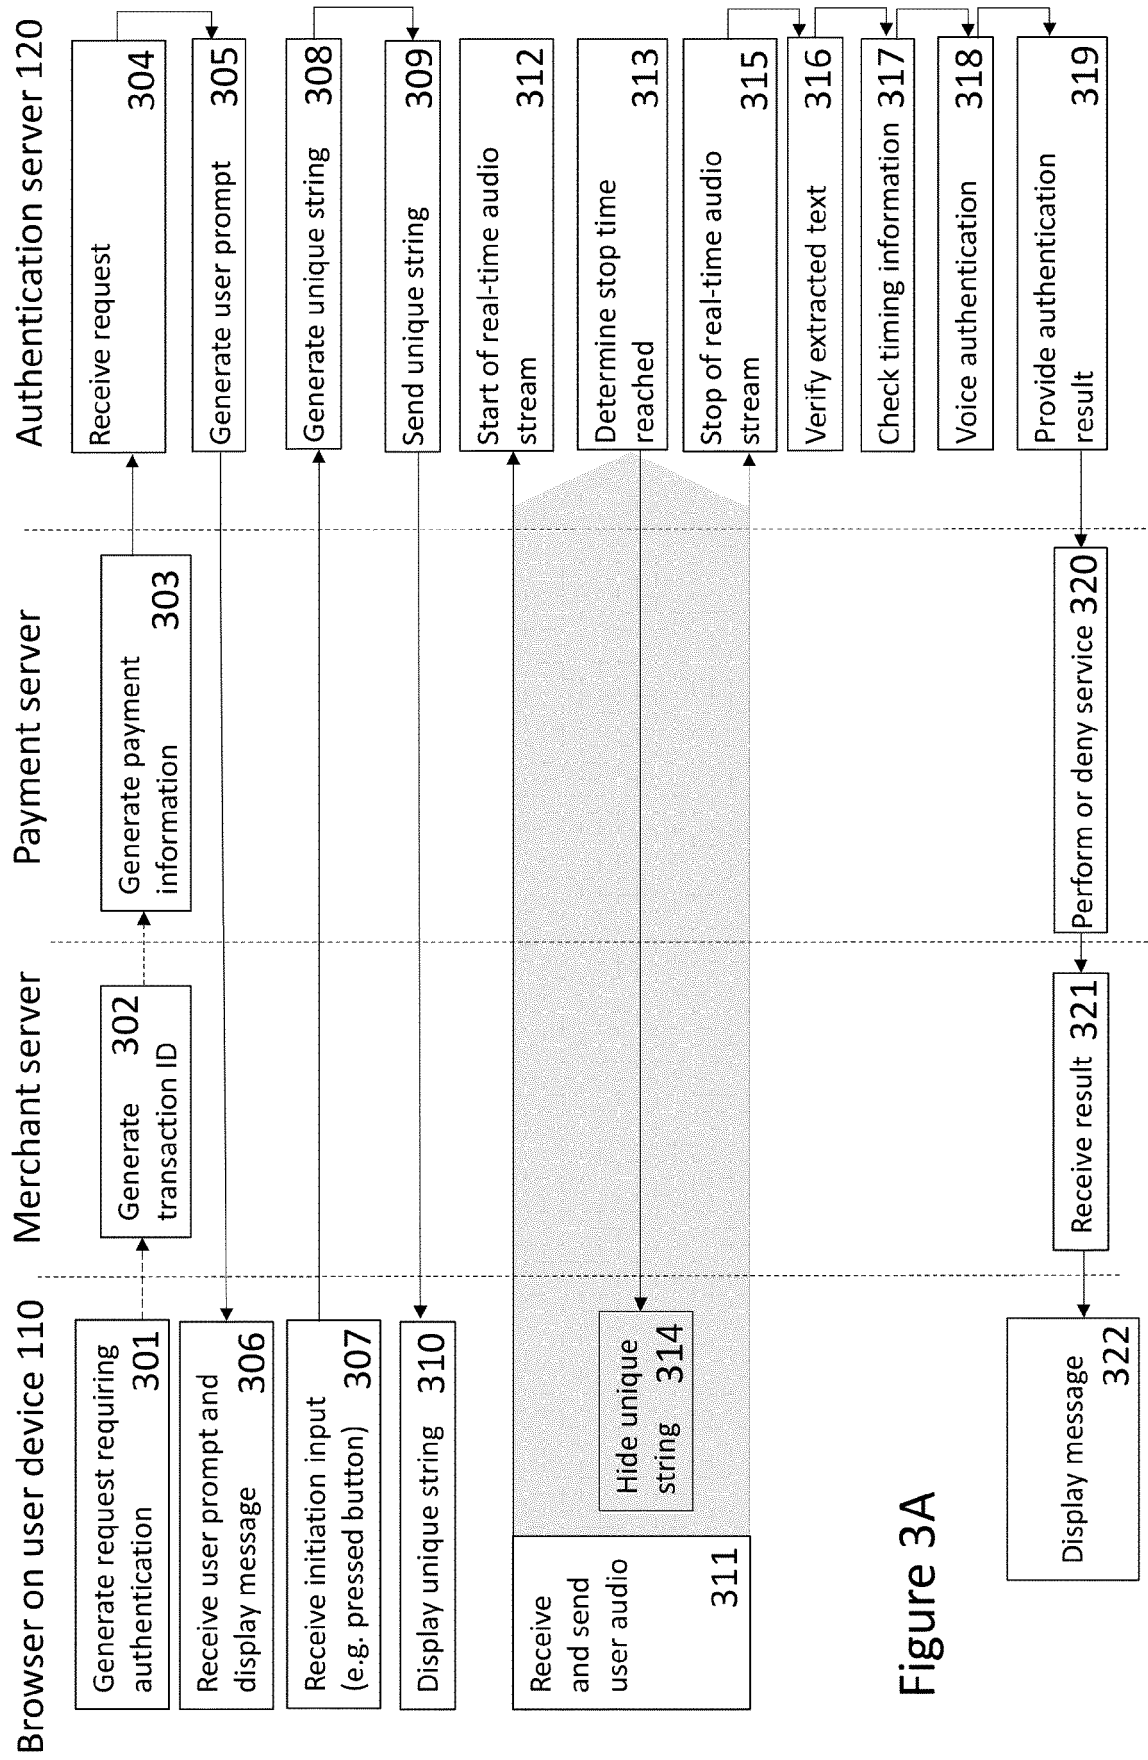 Browser on user device 110
Merchant server
Payment server
Authentication server 120
Generate request requiring
authentication
301
Generate
302
transaction ID
Generate payment
information
303
Receive request
304
Generate user prompt
305
Receive user prompt and
display message
306
Receive initiation input
(e.g. pressed button)
307
Generate unique string
308
Send unique string
309
Display unique string
310
Receive
and send
user audio
311
Start of real-time audio
stream
312
Determine stop time
reached
313
Hide unique
string
314
Stop of real-time audio
stream
315
Verify extracted text
316
Check timing information
317
Voice authentication
318
Provide authentication
result
319
Perform or deny service
320
Receive result
321
Display message
322
Figure 3A